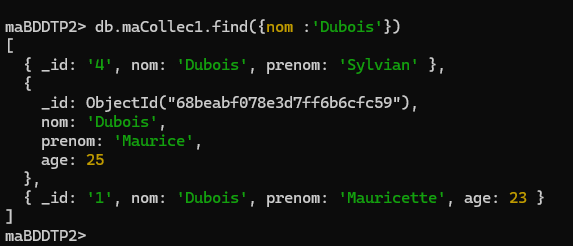 maBDDTP2> db.maCollec1.find({nom :'Dubois'})
[
  { _id: '4', nom: 'Dubois', prenom: 'Sylvian' },
  {
    _id: ObjectId("68beabf078e3d7ff6b6cfc59"),
    nom: 'Dubois',
    prenom: 'Maurice',
    age: 25
  },
  { _id: '1', nom: 'Dubois', prenom: 'Mauricette', age: 23 }
]
maBDDTP2>